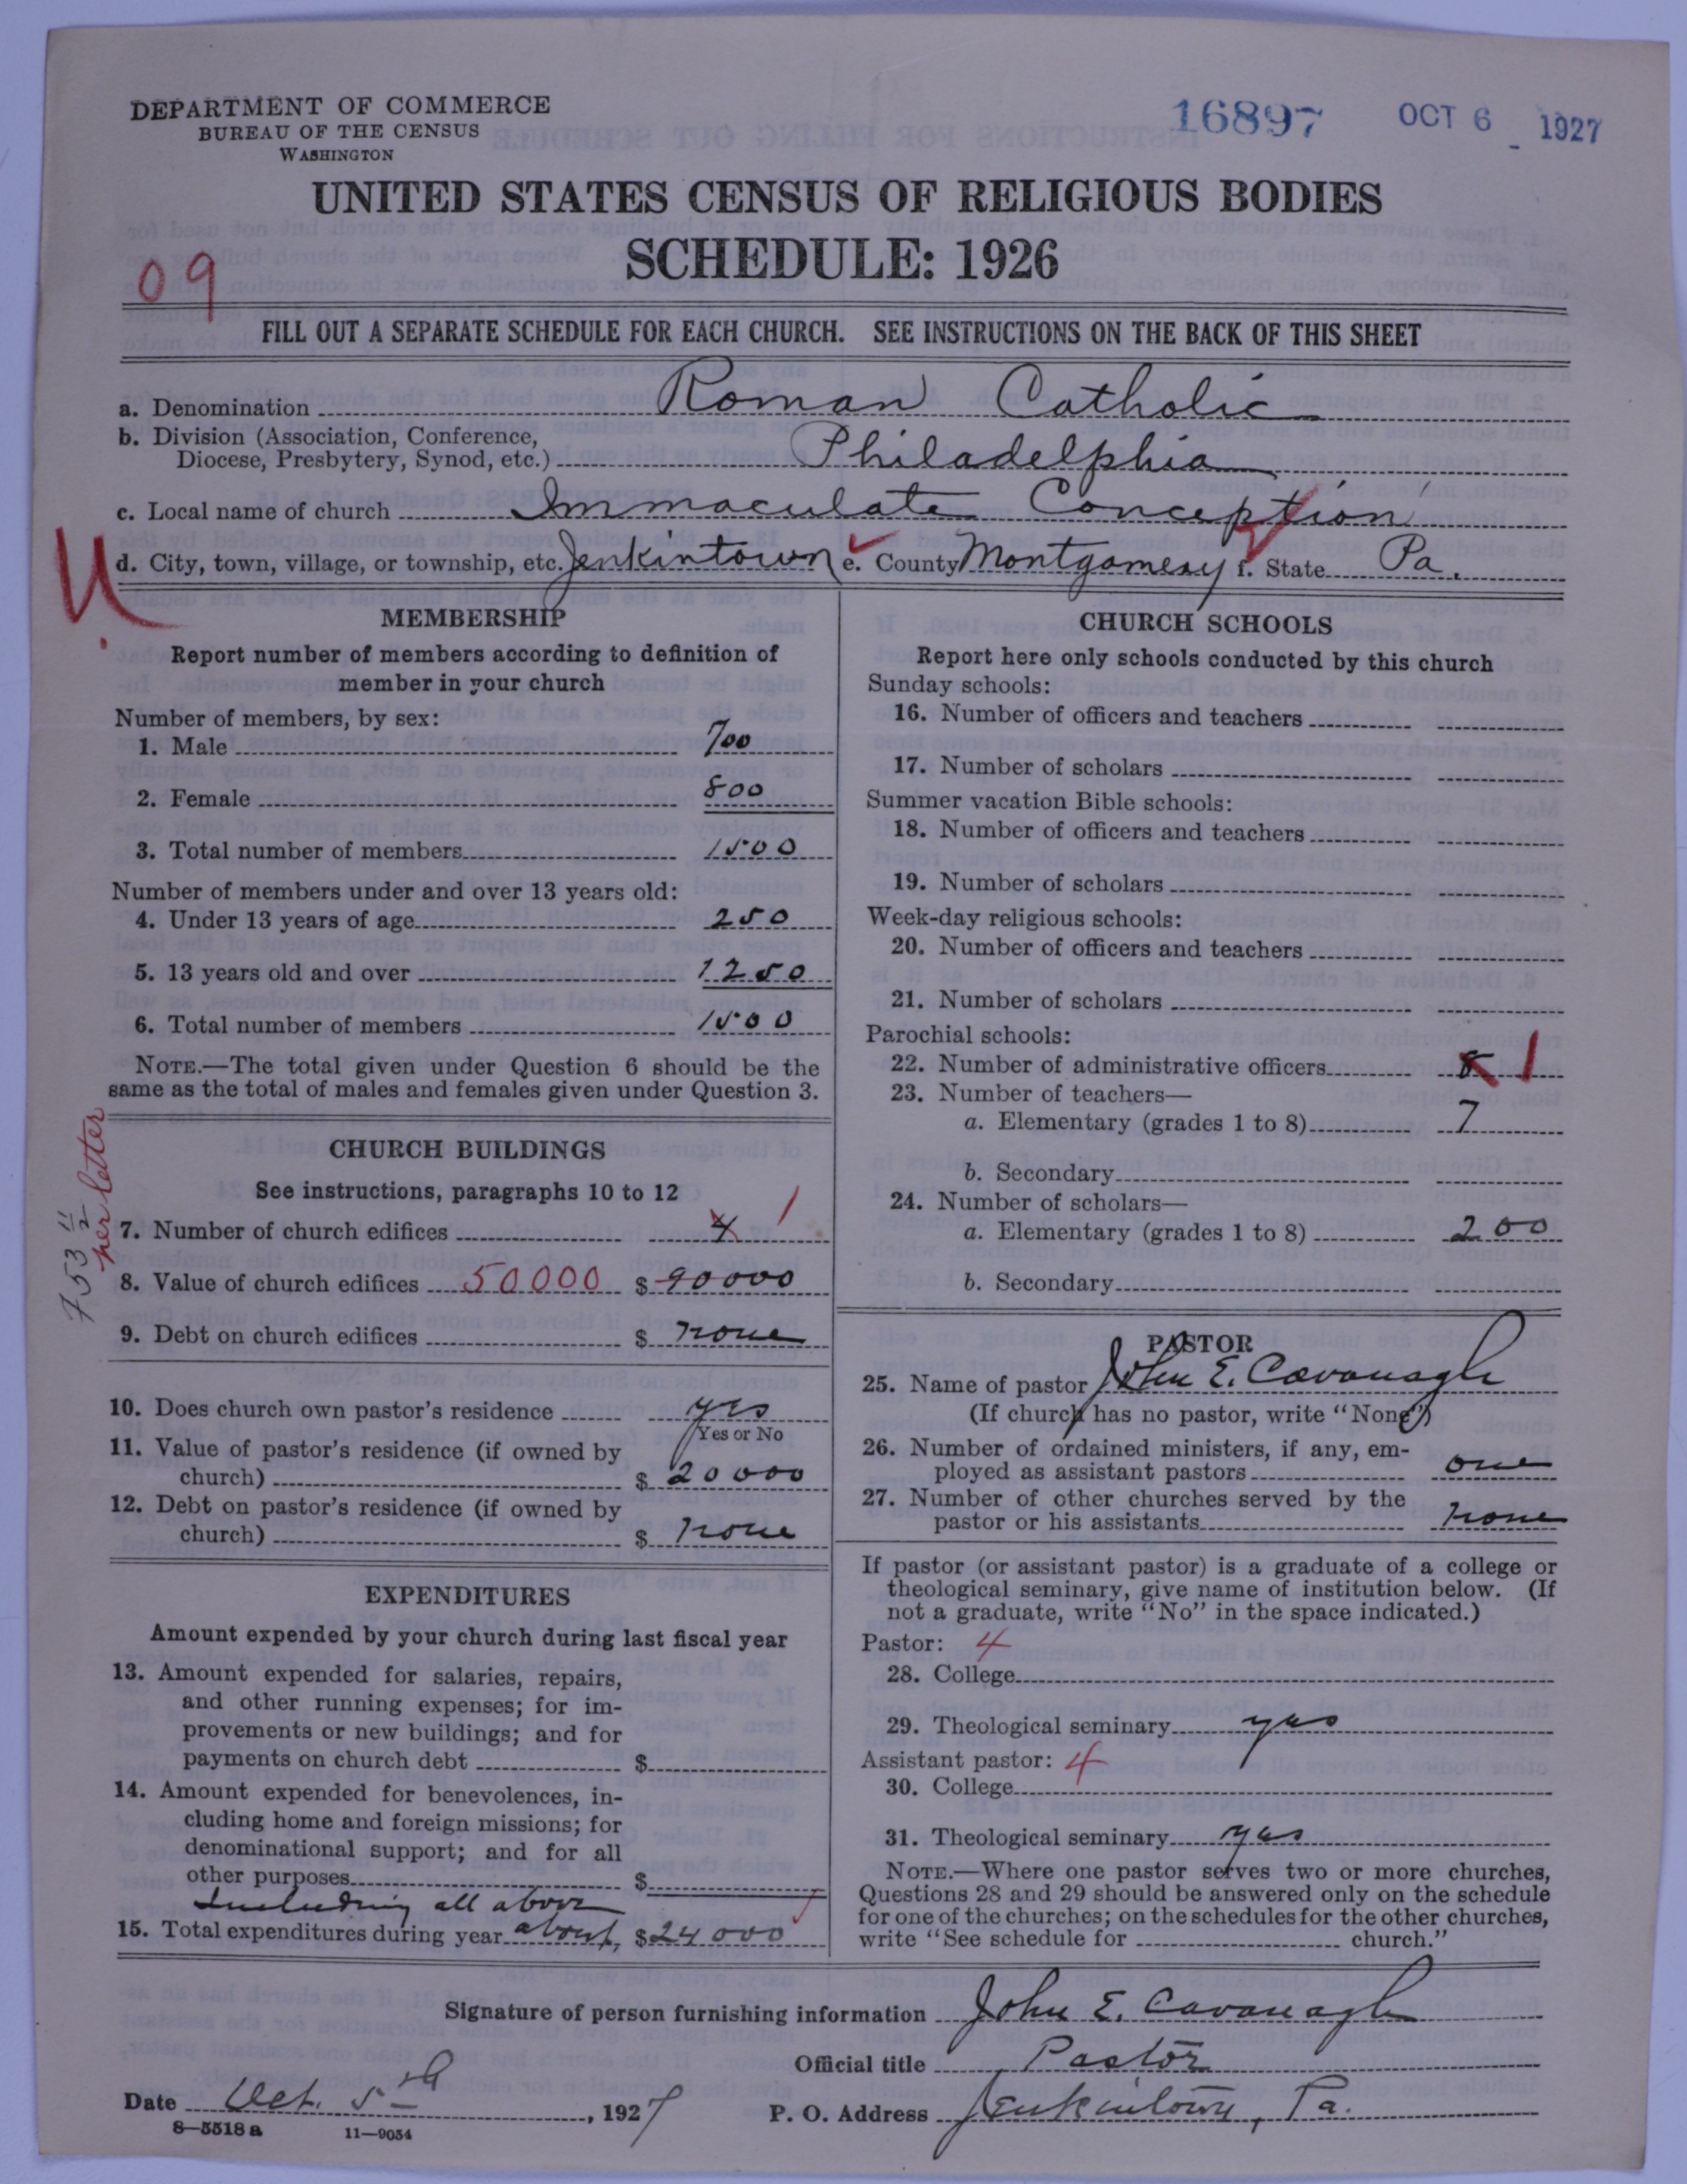 DEPARTMENT OF COMMERCE
BUREAU OF THE CENSUS
WASHINGTON
16897 OCT 6 1927
UNITED STATES CENSUS OF RELIGIOUS BODIES
SCHEDULE: 1926
09
FILL OUT A SEPARATE SCHEDULE FOR EACH CHURCH. SEE INSTRUCTIONS ON THE BACK OF THIS SHEET
a. Denomination Roman Catholic
b. Division (Association, Conference,
Diocese, Presbytery, Synod, etc.) Philadelphia
c. Local name of church Immaculate Conception
d. City, town, village, or township, etc. Jenkintown e. County Montgomery f. State Pa.
U
MEMBERSHIP
Report number of members according to definition of
member in your church
Number of members, by sex:
1. Male 700
2. Female 800
3. Total number of members 1500
Number of members under and over 13 years old:
4. Under 13 years of age 250
5. 13 years old and over 1250
6. Total number of members 1500
NOTE.—The total given under Question 6 should be the
same as the total of males and females given under Question 3.
CHURCH BUILDINGS
See instructions, paragraphs 10 to 12
7. Number of church edifices 4 1
8. Value of church edifices 50000 $ 90000
per letter
9. Debt on church edifices $ none
10. Does church own pastor's residence yes
Yes or No
11. Value of pastor's residence (if owned by
church) $ 20000
12. Debt on pastor's residence (if owned by
church) $ none
EXPENDITURES
Amount expended by your church during last fiscal year
13. Amount expended for salaries, repairs,
and other running expenses; for im-
provements or new buildings; and for
payments on church debt $
14. Amount expended for benevolences, in-
cluding home and foreign missions; for
denominational support; and for all
other purposes $
Including all above
15. Total expenditures during year about, $24000
CHURCH SCHOOLS
Report here only schools conducted by this church
Sunday schools:
16. Number of officers and teachers
17. Number of scholars
Summer vacation Bible schools:
18. Number of officers and teachers
19. Number of scholars
Week-day religious schools:
20. Number of officers and teachers
21. Number of scholars
Parochial schools:
22. Number of administrative officers 1
23. Number of teachers—
a. Elementary (grades 1 to 8) 7
b. Secondary
24. Number of scholars—
a. Elementary (grades 1 to 8) 200
b. Secondary
PASTOR
25. Name of pastor John E. Cavanagh
(If church has no pastor, write "None")
26. Number of ordained ministers, if any, em-
ployed as assistant pastors one
27. Number of other churches served by the
pastor or his assistants none
If pastor (or assistant pastor) is a graduate of a college or
theological seminary, give name of institution below. (If
not a graduate, write "No" in the space indicated.)
Pastor: 4
28. College
29. Theological seminary yes
Assistant pastor: 4
30. College
31. Theological seminary yes
NOTE.—Where one pastor serves two or more churches,
Questions 28 and 29 should be answered only on the schedule
for one of the churches; on the schedules for the other churches,
write "See schedule for church."
Signature of person furnishing information John E. Cavanagh
Official title Pastor
Date Oct. 5th, 1927 P. O. Address Jenkintown, Pa.
8—5518 a 11—9054